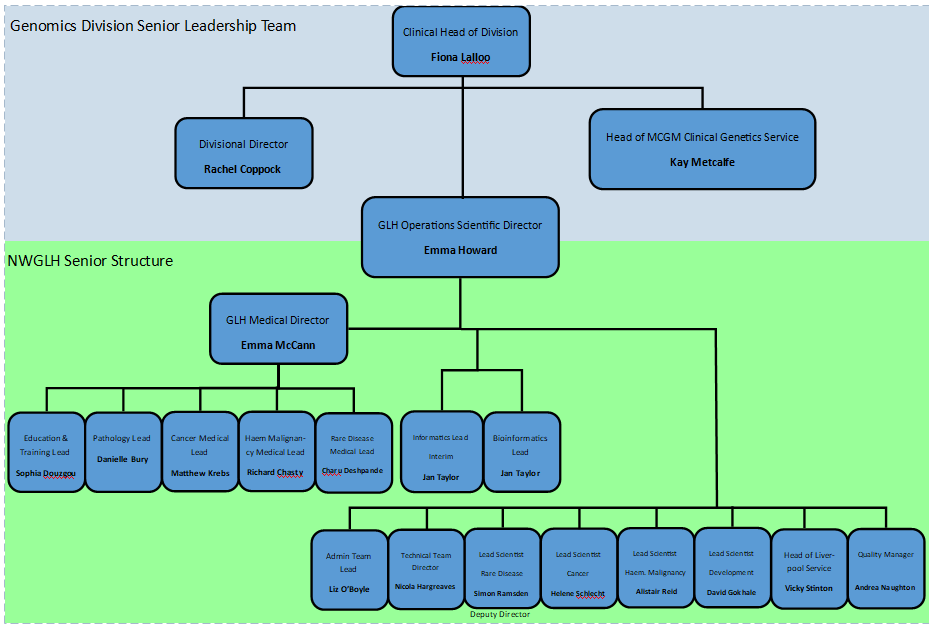 Genomics Division Senior Leadership Team
Clinical Head of Division
Fiona Lalloo
Divisional Director
Rachel Coppock
Head of MCGM Clinical Genetics Service
Kay Metcalfe
GLH Operations Scientific Director
Emma Howard
NWGLH Senior Structure
GLH Medical Director
Emma McCann
Education &
Training Lead
Sophia Douzgou
Pathology Lead
Danielle Bury
Cancer Medical
Lead
Matthew Krebs
Haem Malignan-
cy Medical Lead
Richard Chasty
Rare Disease
Medical Lead
Charu Deshpande
Informatics Lead
Interim
Jan Taylor
Bioinformatics
Lead
Jan Taylor
Admin Team
Lead
Liz O'Boyle
Technical Team
Director
Nicola Hargreaves
Lead Scientist
Rare Disease
Simon Ramsden
Lead Scientist
Cancer
Helene Schlecht
Lead Scientist
Haem. Malignancy
Alistair Reid
Lead Scientist
Development
David Gokhale
Head of Liver-
pool Service
Vicky Stinton
Quality Manager
Andrea Naughton
Deputy Director